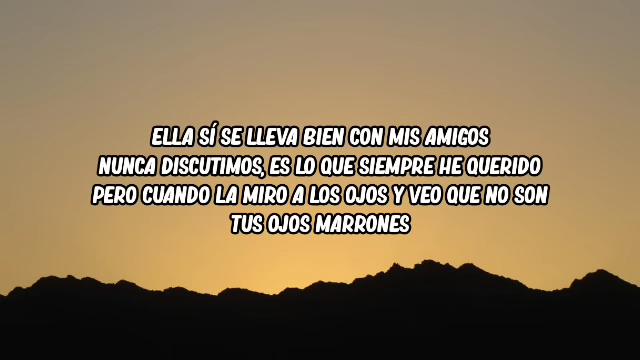 ELLA SÍ SE LLEVA BIEN CON MIS AMIGOS
NUNCA DISCUTIMOS, ES LO QUE SIEMPRE HE QUERIDO
PERO CUANDO LA MIRO A LOS OJOS Y VEO QUE NO SON
TUS OJOS MARRONES